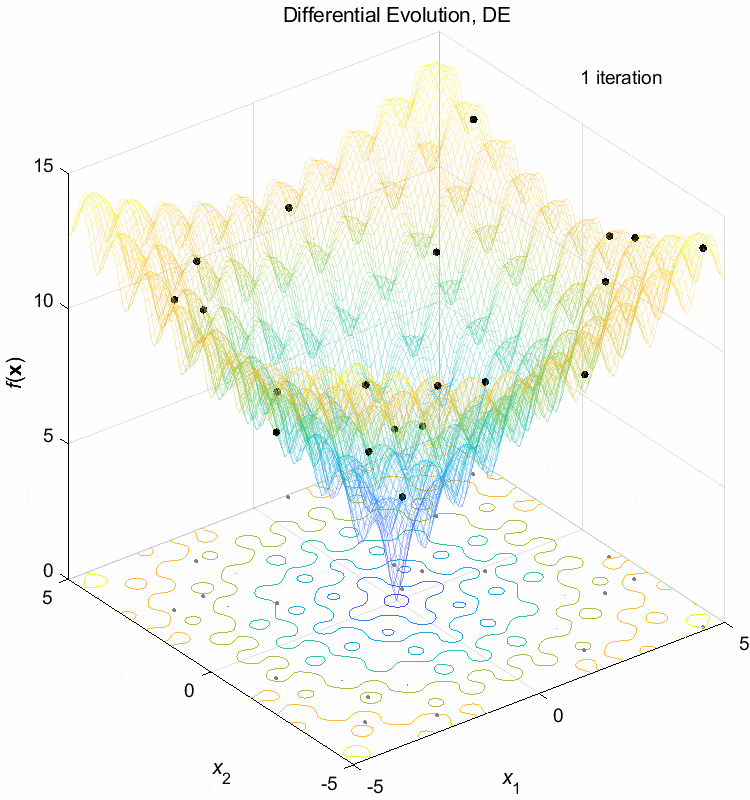 Differential Evolution, DE
1 iteration
15
10
5
0
f(x)
5
0
-5
x₂
-5
0
5
x₁